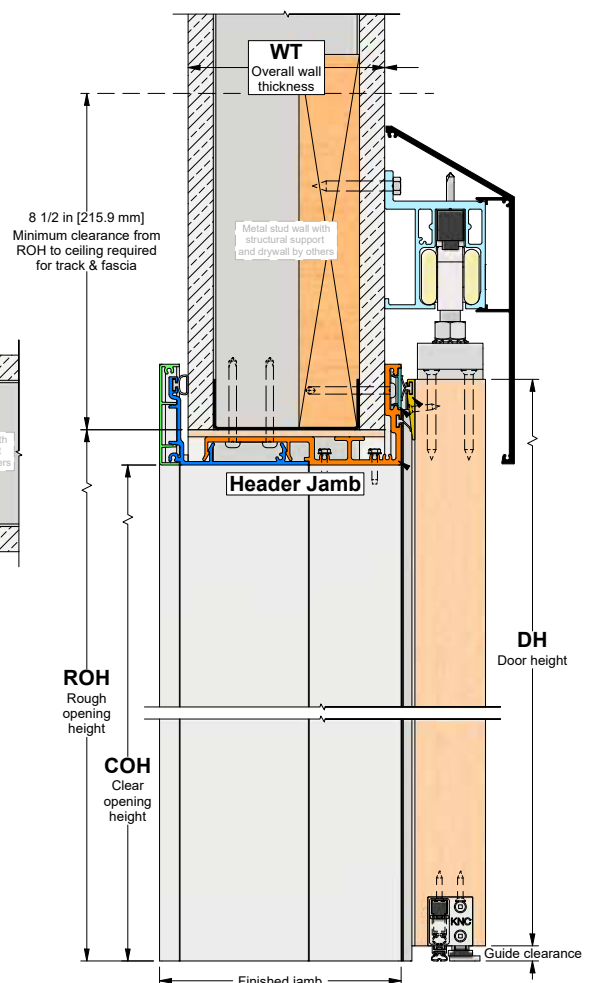 WT
Overall wall
thickness
8 1/2 in [215.9 mm]
Minimum clearance from
ROH to ceiling required
for track & fascia
Metal stud wall with
structural support
and drywall by others
Header Jamb
ROH
Rough
opening
height
COH
Clear
opening
height
DH
Door height
KNC
Guide clearance
Finished jamb